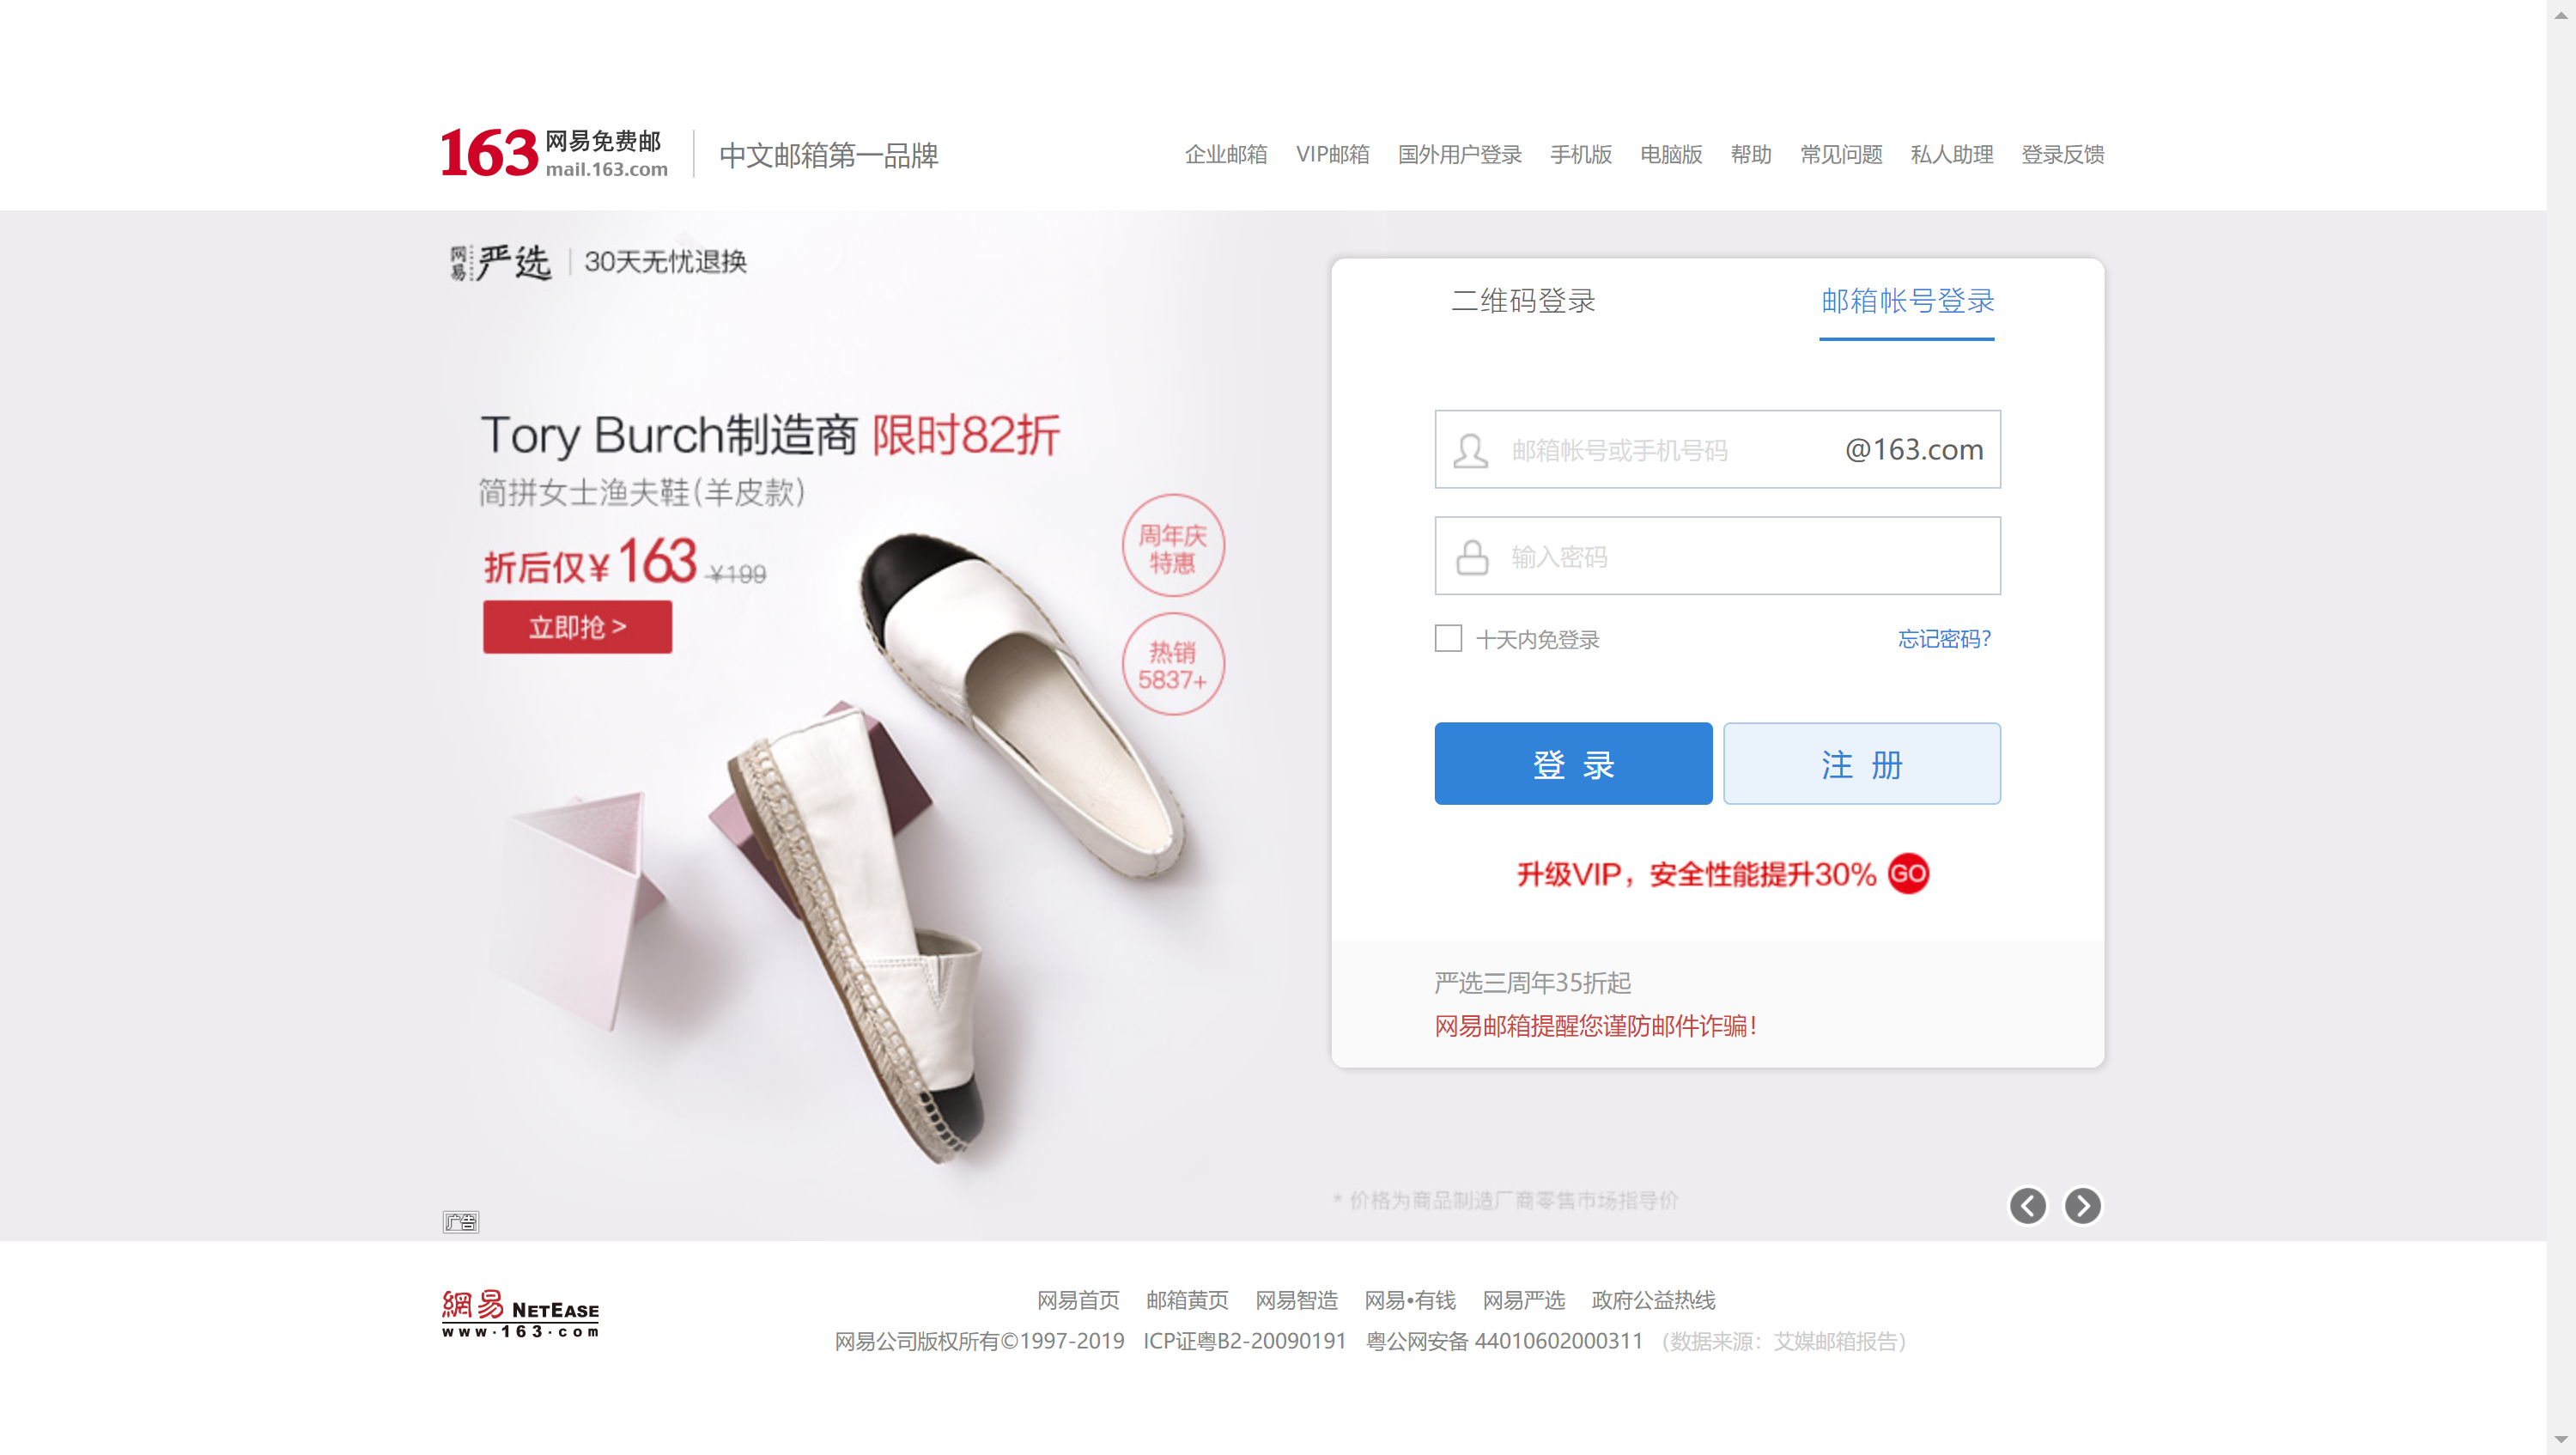 163 网易免费邮
mail.163.com
中文邮箱第一品牌
企业邮箱 VIP邮箱 国外用户登录 手机版 电脑版 帮助 常见问题 私人助理 登录反馈
网易严选 30天无忧退换
Tory Burch制造商 限时82折
简拼女士渔夫鞋(羊皮款)
折后仅¥163 ¥199
立即抢 >
周年庆
特惠
热销
5837+
二维码登录 邮箱帐号登录
邮箱帐号或手机号码 @163.com
输入密码
十天内免登录 忘记密码?
登 录 注 册
升级VIP，安全性能提升30% GO
严选三周年35折起
网易邮箱提醒您谨防邮件诈骗！
* 价格为商品制造厂商零售市场指导价
广告
網易 NETEASE
www.163.com
网易首页 邮箱黄页 网易智造 网易•有钱 网易严选 政府公益热线
网易公司版权所有©1997-2019 ICP证粤B2-20090191 粤公网安备 44010602000311 （数据来源：艾媒邮箱报告）